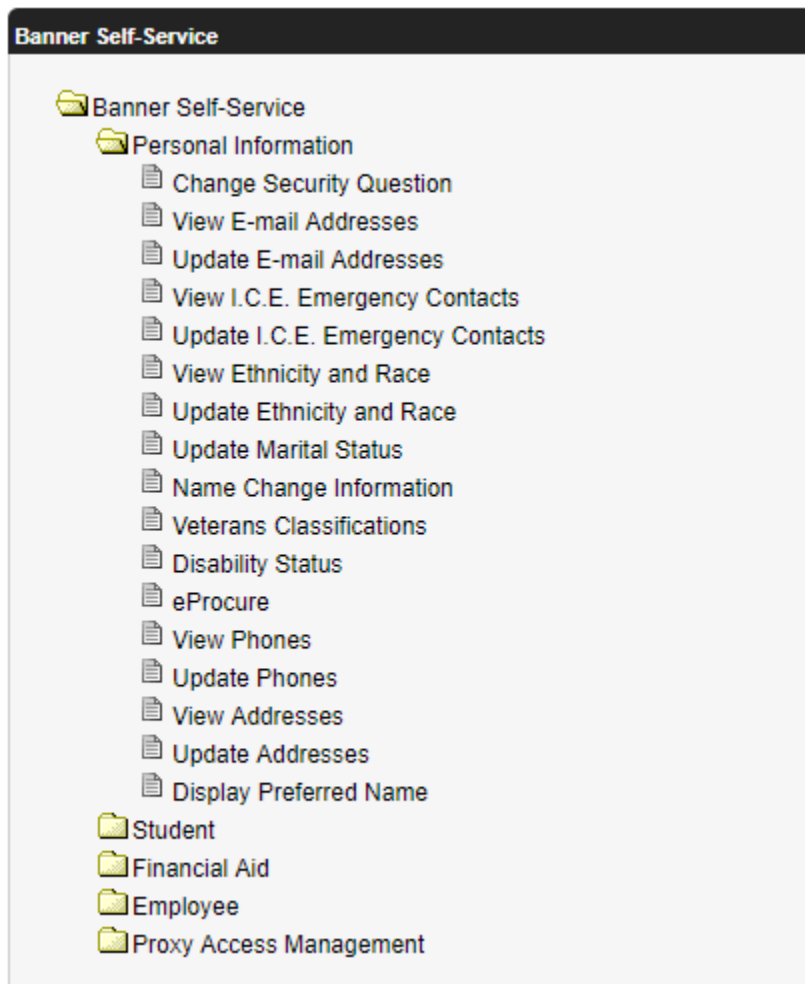 Banner Self-Service
Banner Self-Service
Personal Information
Change Security Question
View E-mail Addresses
Update E-mail Addresses
View I.C.E. Emergency Contacts
Update I.C.E. Emergency Contacts
View Ethnicity and Race
Update Ethnicity and Race
Update Marital Status
Name Change Information
Veterans Classifications
Disability Status
eProcure
View Phones
Update Phones
View Addresses
Update Addresses
Display Preferred Name
Student
Financial Aid
Employee
Proxy Access Management